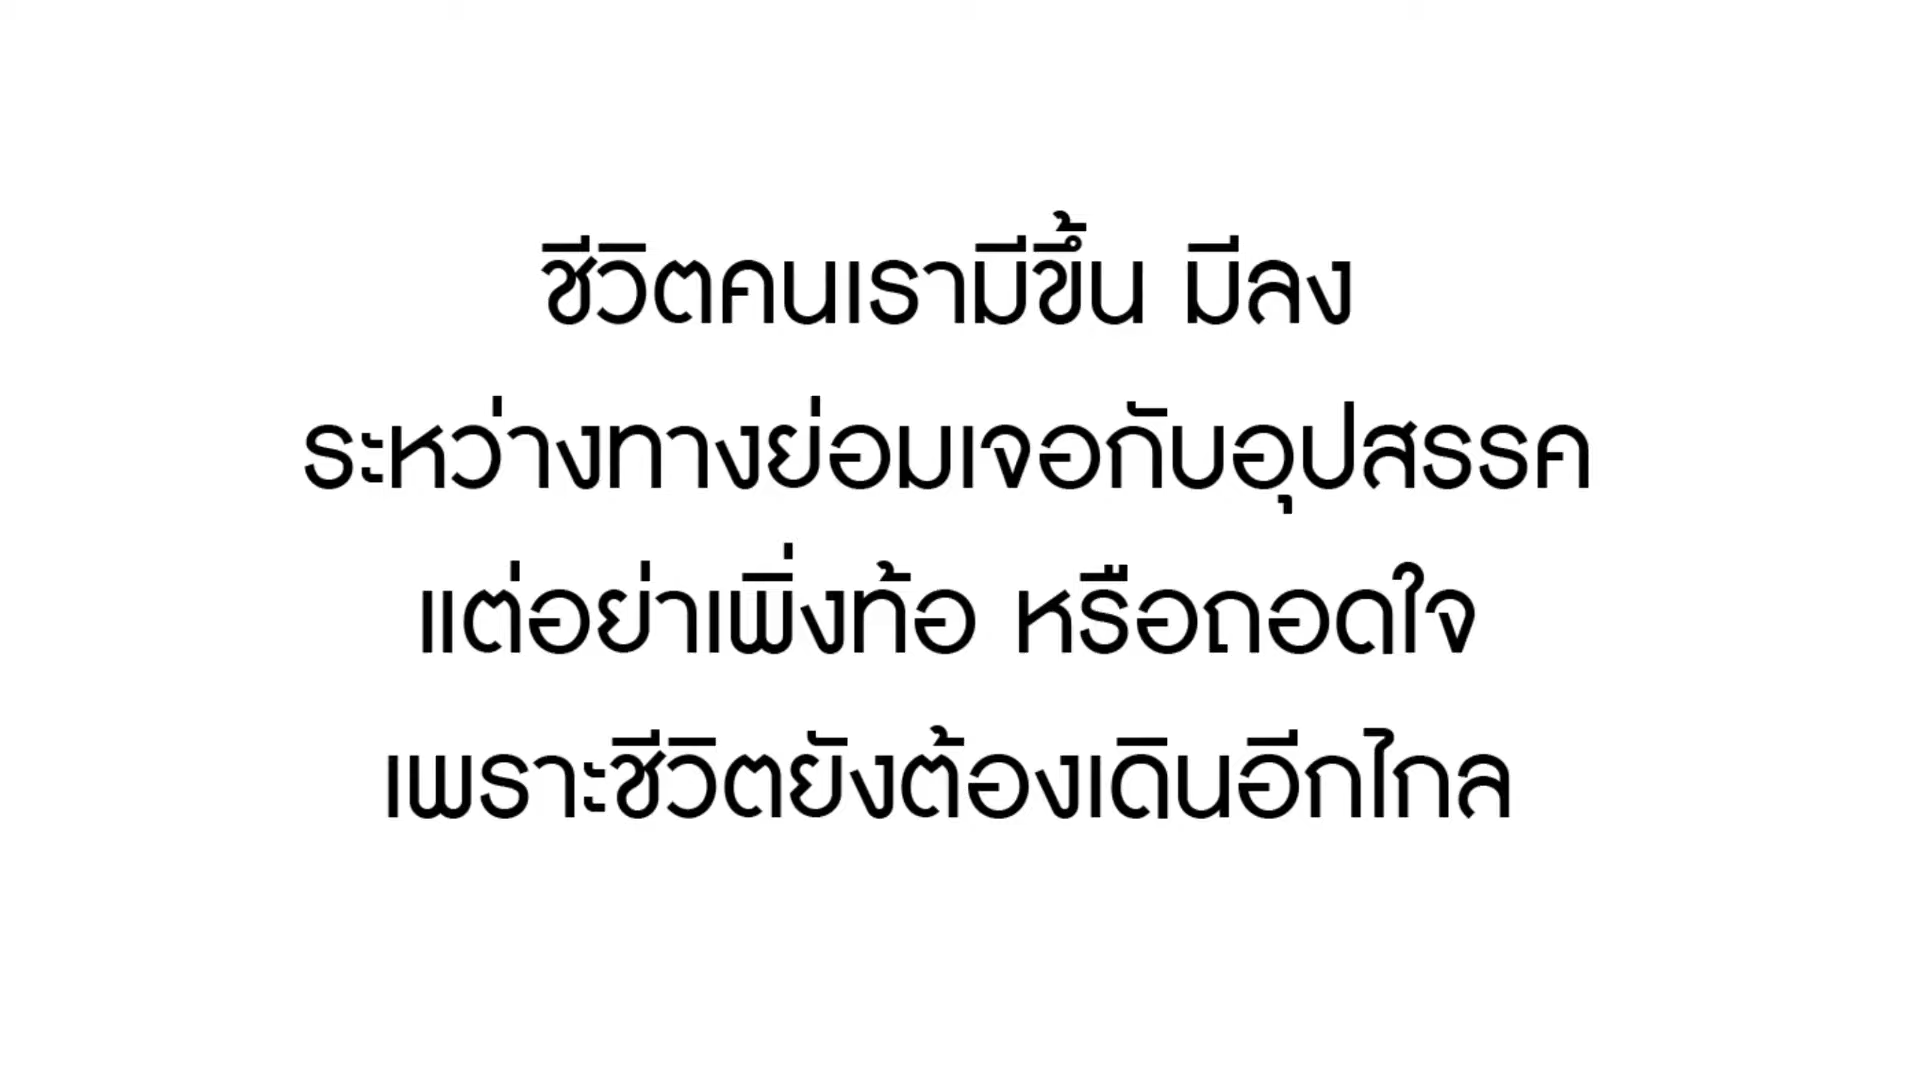 ชีวิตคนเรามีขึ้น มีลง
ระหว่างทางย่อมเจอกับอุปสรรค
แต่อย่าเพิ่งท้อ หรือถอดใจ
เพราะชีวิตยังต้องเดินอีกไกล